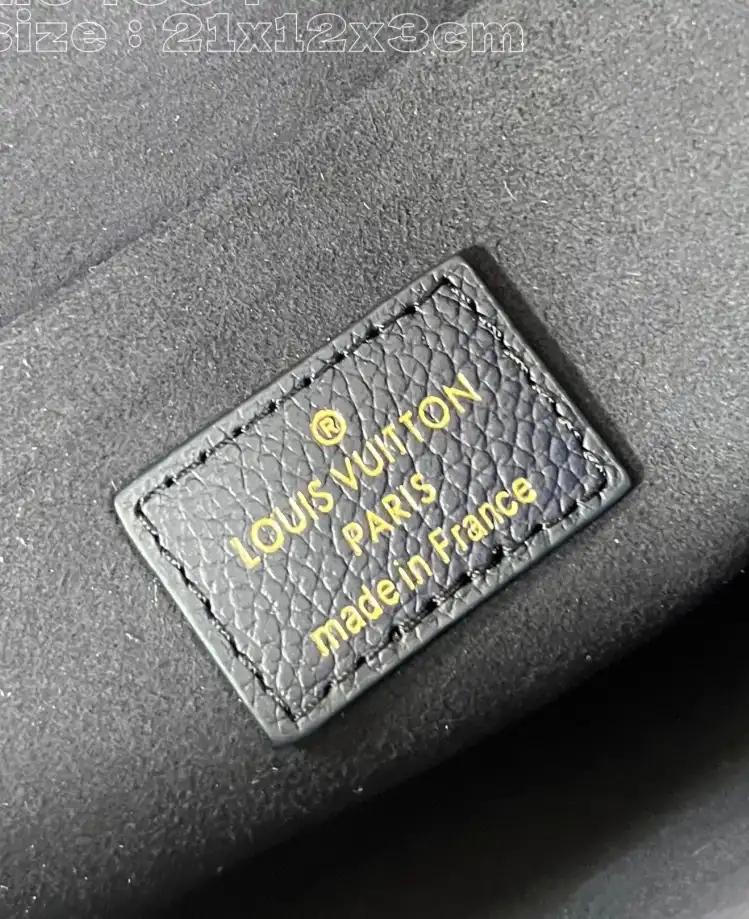 size : 21x12x3cm
®
LOUIS VUITTON
PARIS
made in France